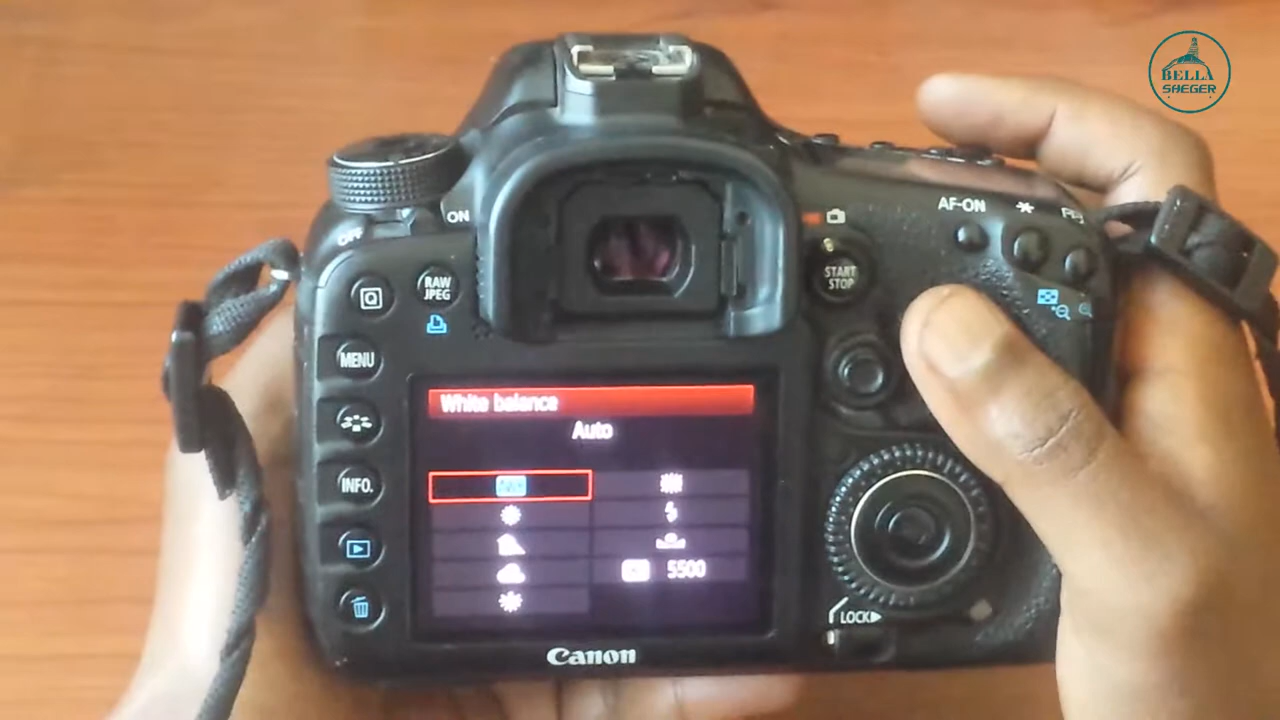 BELLA
SAEGER
ON
OFF
AF-ON
RAW
JPEG
START
STOP
Q
MENU
White balance
Auto
INFO.
5500
LOCK
Canon